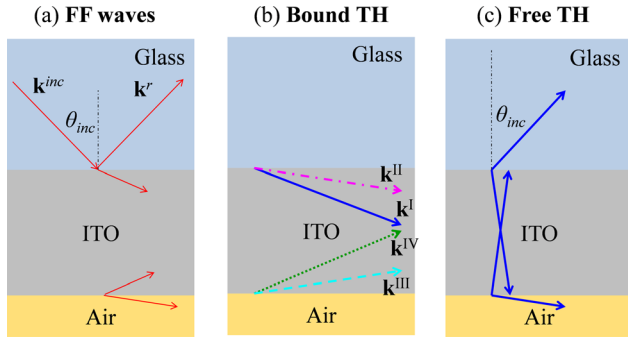 (a) FF waves
Glass
k^inc
k^r
θ_inc
ITO
Air
(b) Bound TH
Glass
k^II
k^I
ITO
k^IV
k^III
Air
(c) Free TH
Glass
θ_inc
ITO
Air